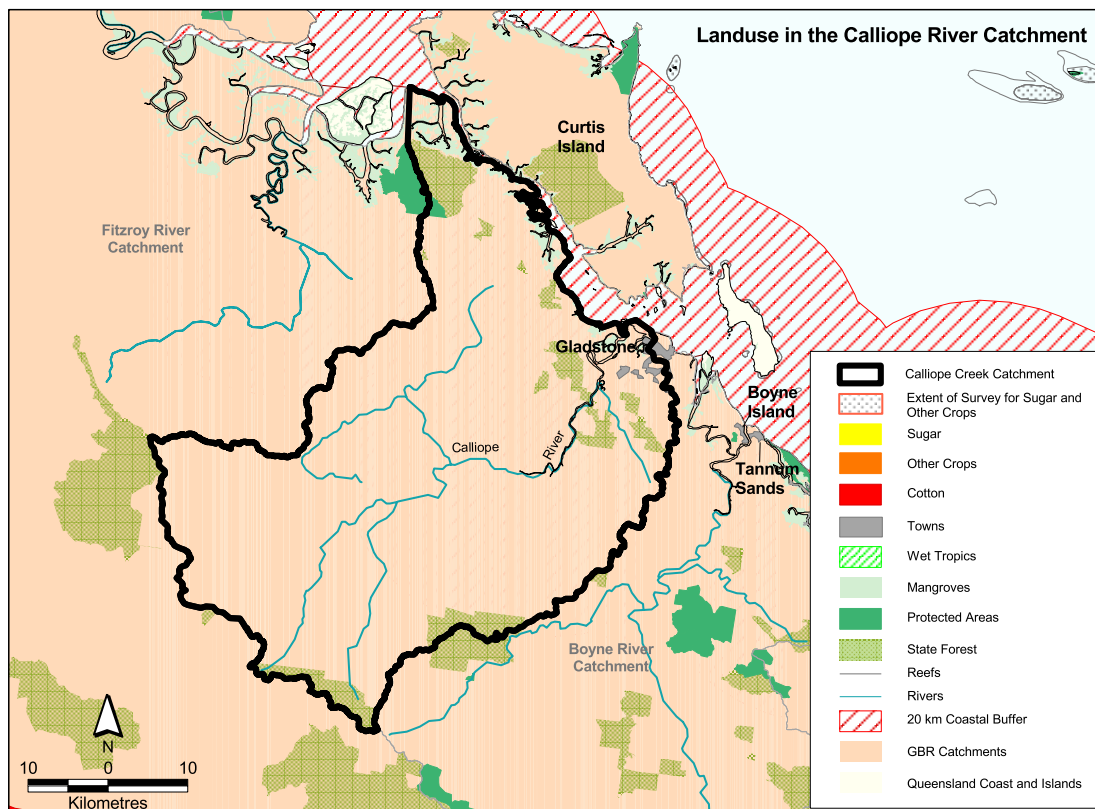 Landuse in the Calliope River Catchment
Curtis
Island
Fitzroy River
Catchment
Gladstone
Boyne
Island
Calliope
River
Tannum
Sands
Boyne River
Catchment
N
10 0 10
Kilometres
Calliope Creek Catchment
Extent of Survey for Sugar and
Other Crops
Sugar
Other Crops
Cotton
Towns
Wet Tropics
Mangroves
Protected Areas
State Forest
Reefs
Rivers
20 km Coastal Buffer
GBR Catchments
Queensland Coast and Islands